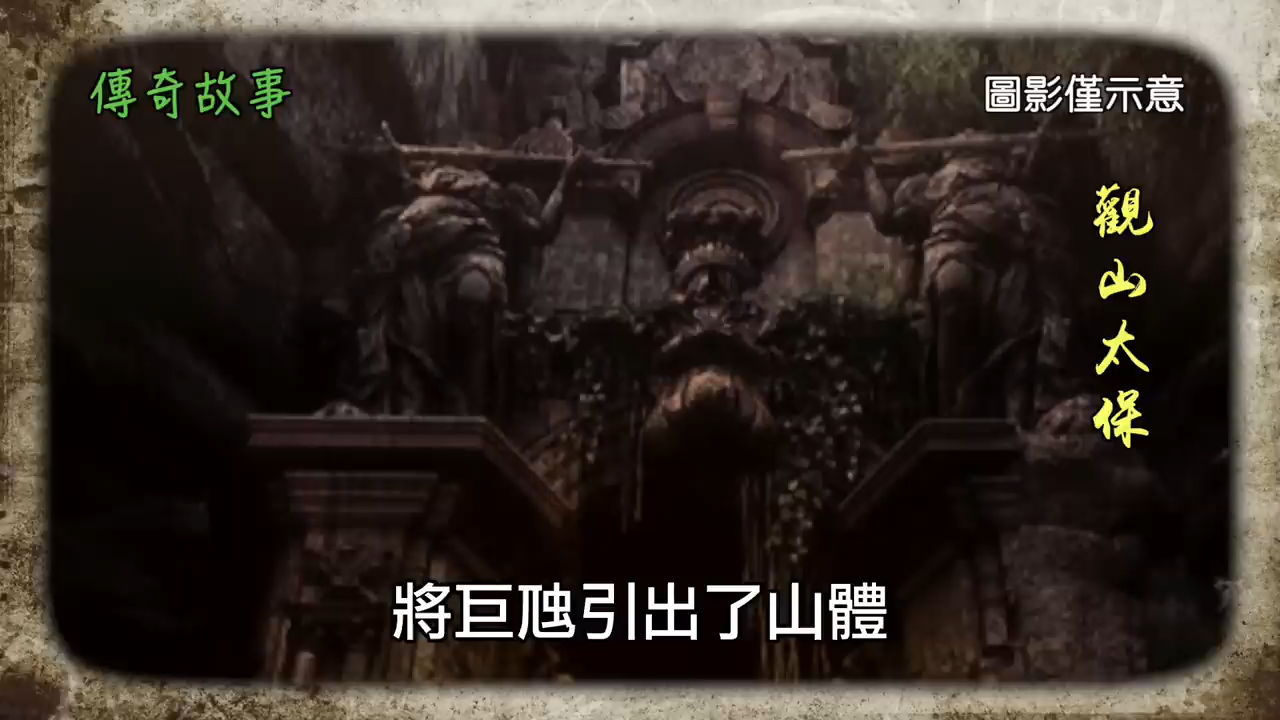 傳奇故事
圖影僅示意
觀山太保
將巨虺引出了山體